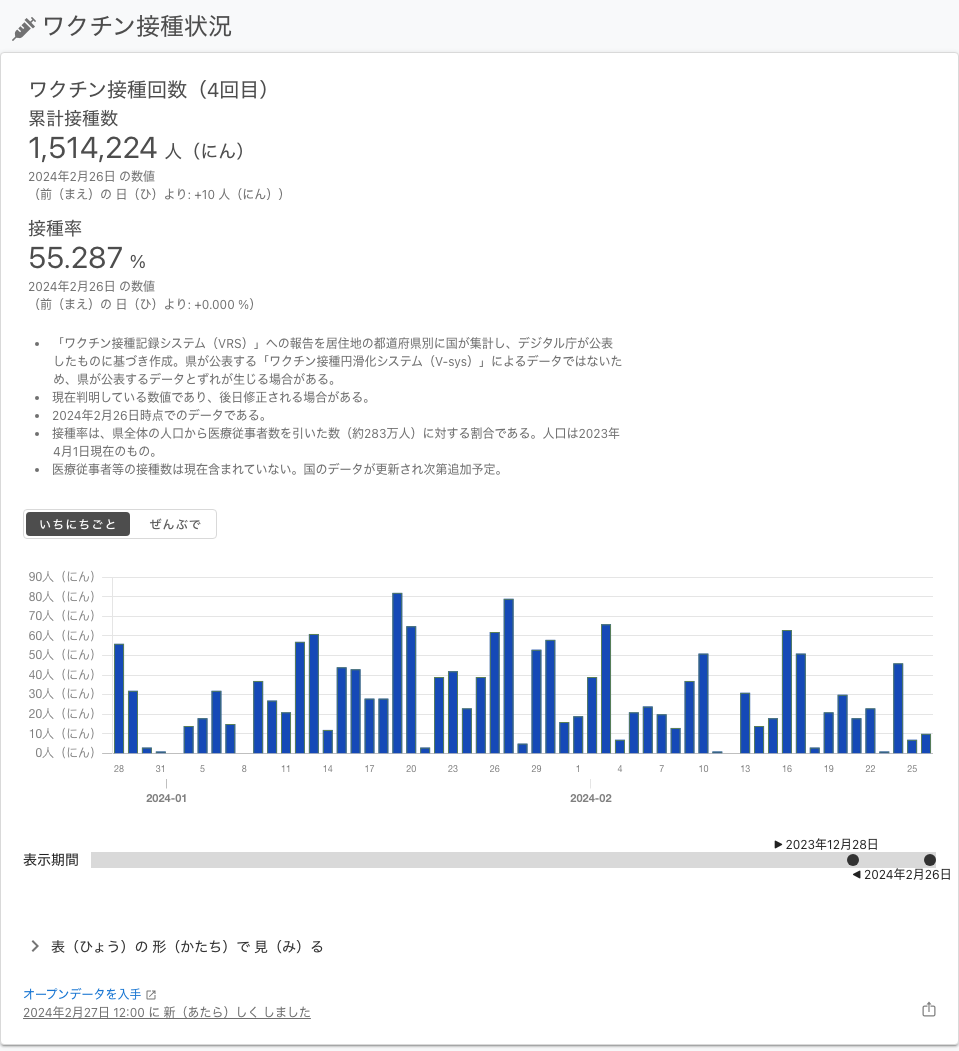 ワクチン接種状況
ワクチン接種回数（4回目）
累計接種数
1,514,224 人（にん）
2024年2月26日 の数値
（前（まえ）の 日（ひ）より: +10 人（にん））
接種率
55.287 %
2024年2月26日 の数値
（前（まえ）の 日（ひ）より: +0.000 %）
• 「ワクチン接種記録システム（VRS）」への報告を居住地の都道府県別に国が集計し、デジタル庁が公表
したものに基づき作成。県が公表する「ワクチン接種円滑化システム（V-sys）」によるデータではないた
め、県が公表するデータとずれが生じる場合がある。
• 現在判明している数値であり、後日修正される場合がある。
• 2024年2月26日時点でのデータである。
• 接種率は、県全体の人口から医療従事者数を引いた数（約283万人）に対する割合である。人口は2023年
4月1日現在のもの。
• 医療従事者等の接種数は現在含まれていない。国のデータが更新され次第追加予定。
いちにちごと ぜんぶで
90人（にん）
80人（にん）
70人（にん）
60人（にん）
50人（にん）
40人（にん）
30人（にん）
20人（にん）
10人（にん）
0人（にん）
28 31 5 8 11 14 17 20 23 26 29 1 4 7 10 13 16 19 22 25
2024-01 2024-02
▶ 2023年12月28日
表示期間
◀ 2024年2月26日
表（ひょう）の 形（かたち）で 見（み）る
オープンデータを入手
2024年2月27日 12:00 に 新（あたら）しく しました